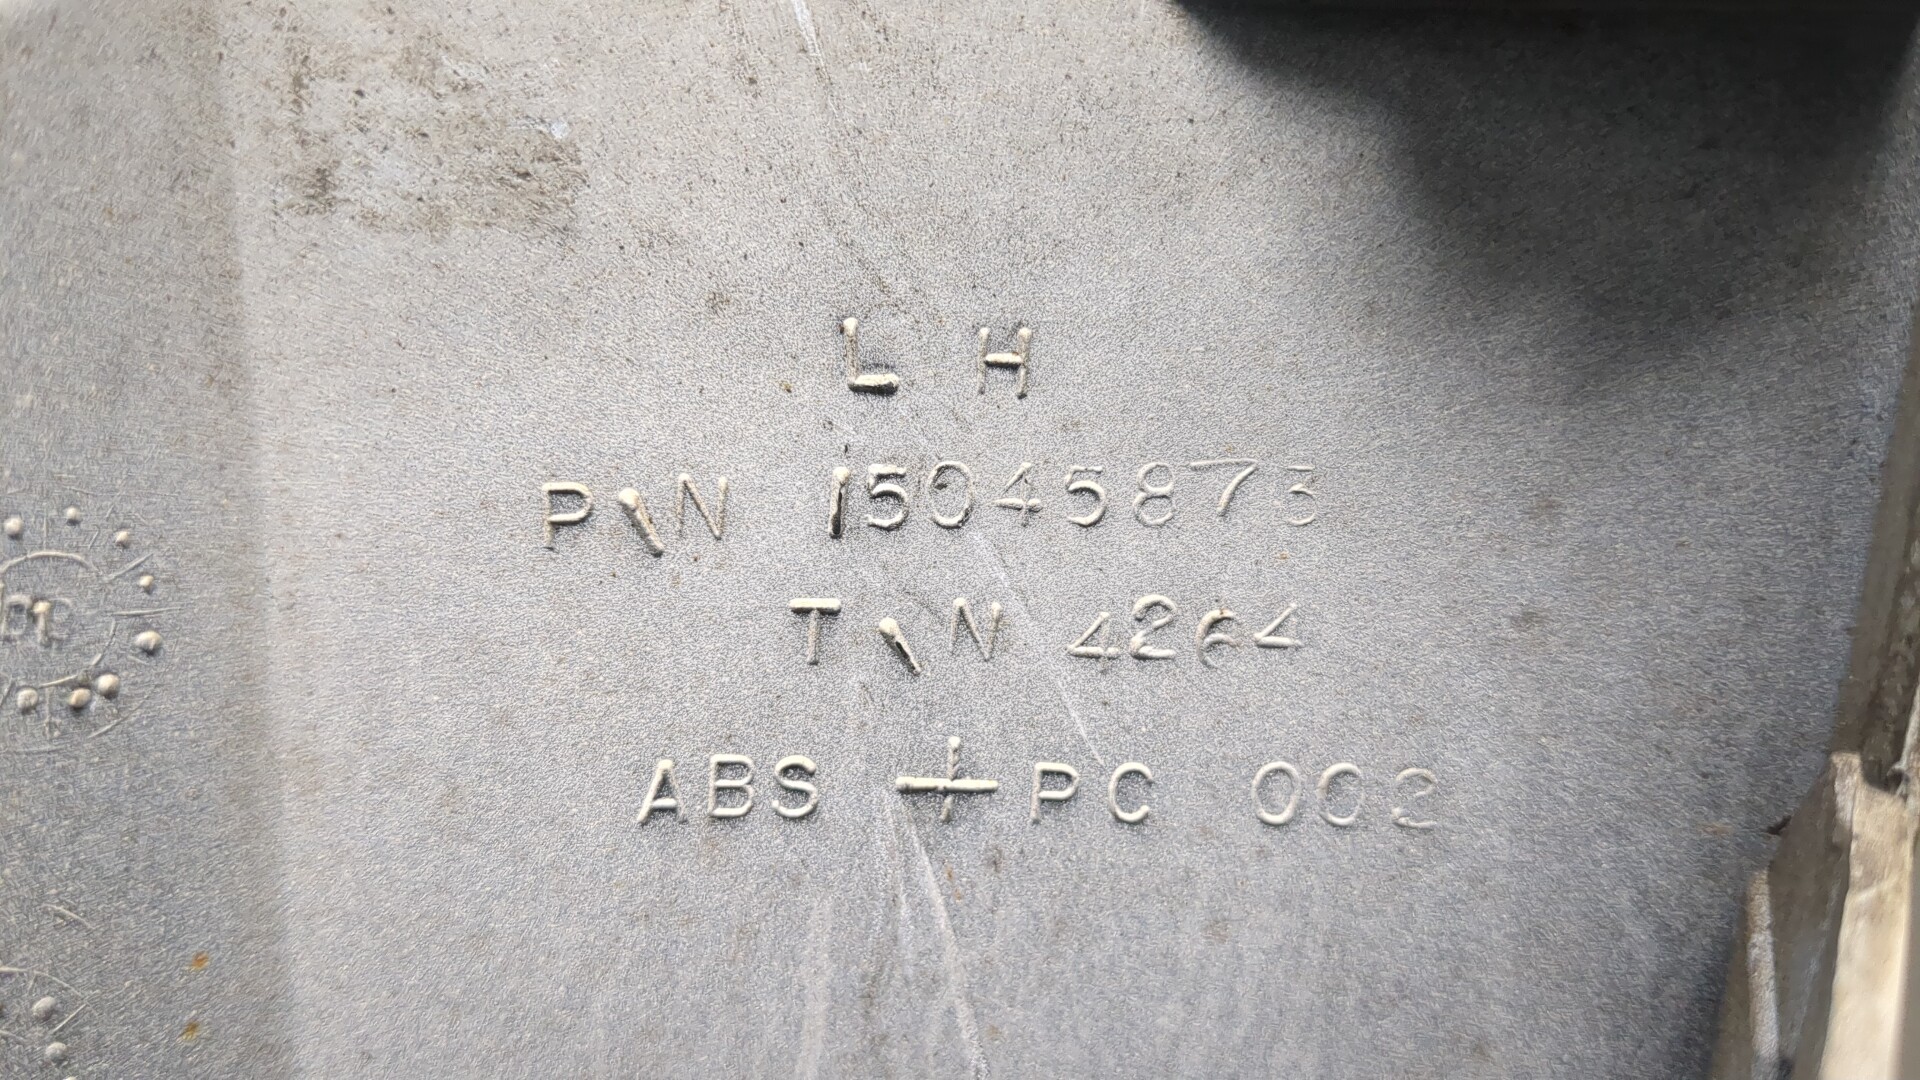 L H
P\N 15045873
T\N 4264
ABS + PC 002